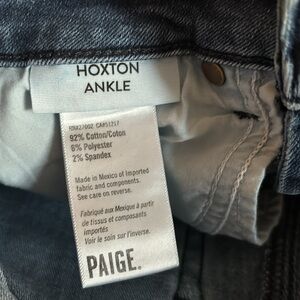 HOXTON
ANKLE
92% Cotton/Coton
6% Polyester
2% Spandex
Made in Mexico of Imported
fabric and components.
See care on reverse.
Fabriqué aux Mexique à partir
de tissus et composants
importés
Voir le soin sur l'inverse.
PAIGE.